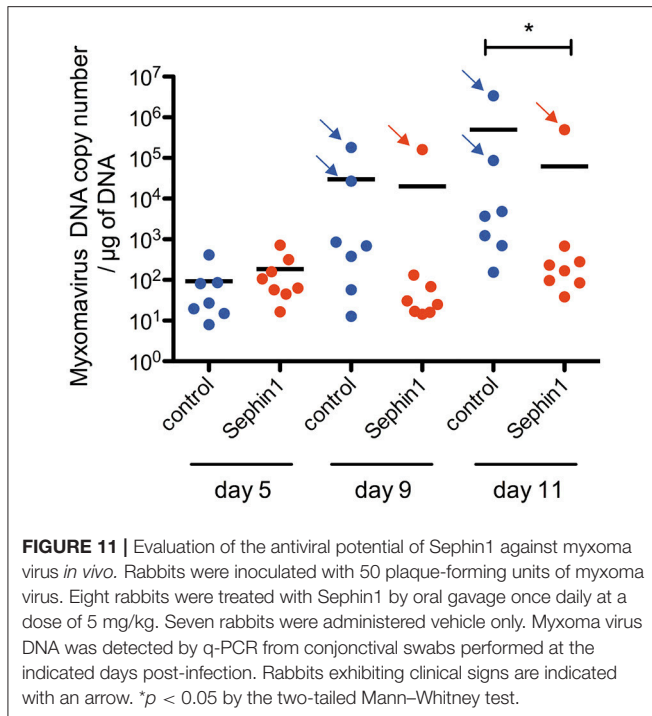 *
Myxomavirus DNA copy number
/ µg of DNA
10⁷
10⁶
10⁵
10⁴
10³
10²
10¹
10⁰
control
Sephin1
control
Sephin1
control
Sephin1
day 5
day 9
day 11
FIGURE 11 | Evaluation of the antiviral potential of Sephin1 against myxoma
virus in vivo. Rabbits were inoculated with 50 plaque-forming units of myxoma
virus. Eight rabbits were treated with Sephin1 by oral gavage once daily at a
dose of 5 mg/kg. Seven rabbits were administered vehicle only. Myxoma virus
DNA was detected by q-PCR from conjonctival swabs performed at the
indicated days post-infection. Rabbits exhibiting clinical signs are indicated
with an arrow. *p < 0.05 by the two-tailed Mann–Whitney test.